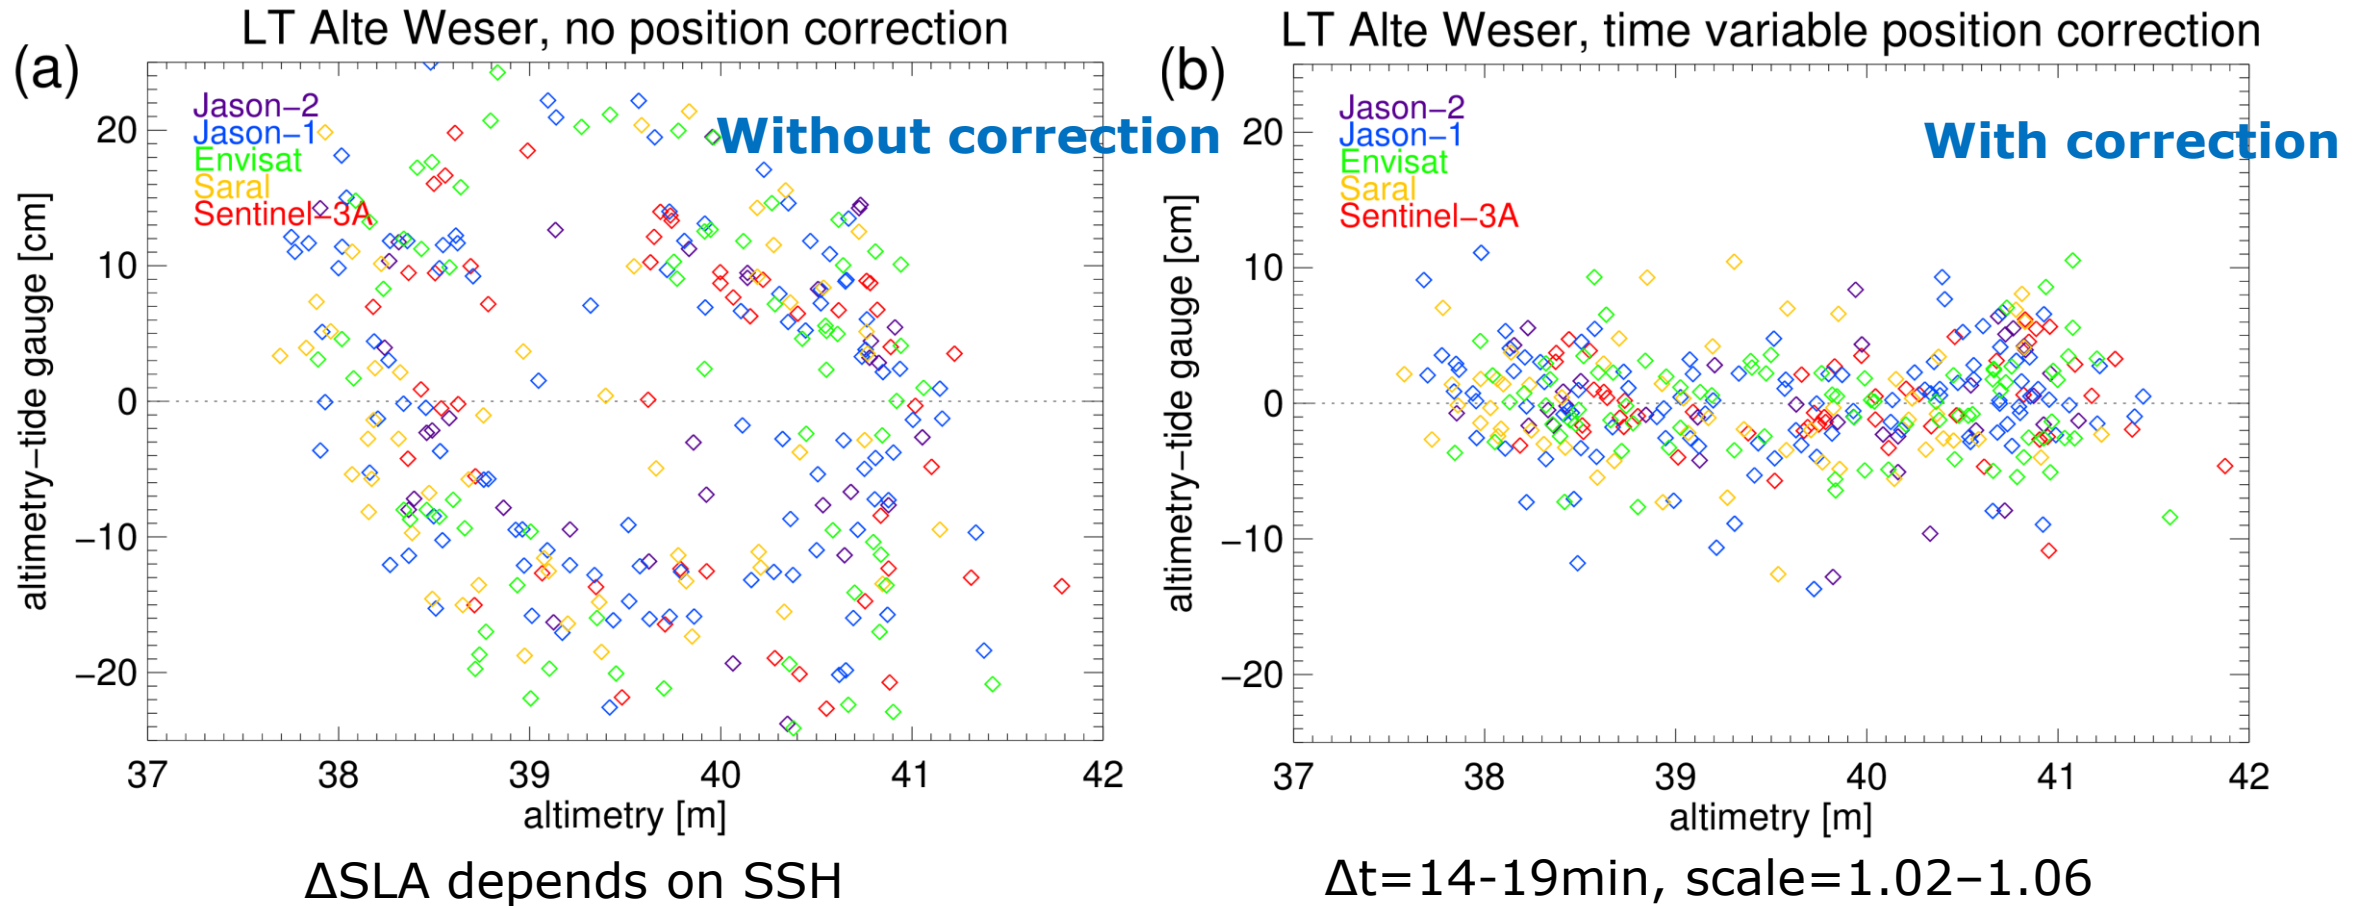 LT Alte Weser, no position correction
(a)
Jason−2
Jason−1
Envisat
Saral
Sentinel−3A
Without correction
20
10
0
−10
−20
altimetry−tide gauge [cm]
37 38 39 40 41 42
altimetry [m]
ΔSLA depends on SSH
LT Alte Weser, time variable position correction
(b)
Jason−2
Jason−1
Envisat
Saral
Sentinel−3A
With correction
20
10
0
−10
−20
altimetry−tide gauge [cm]
37 38 39 40 41 42
altimetry [m]
Δt=14-19min, scale=1.02–1.06